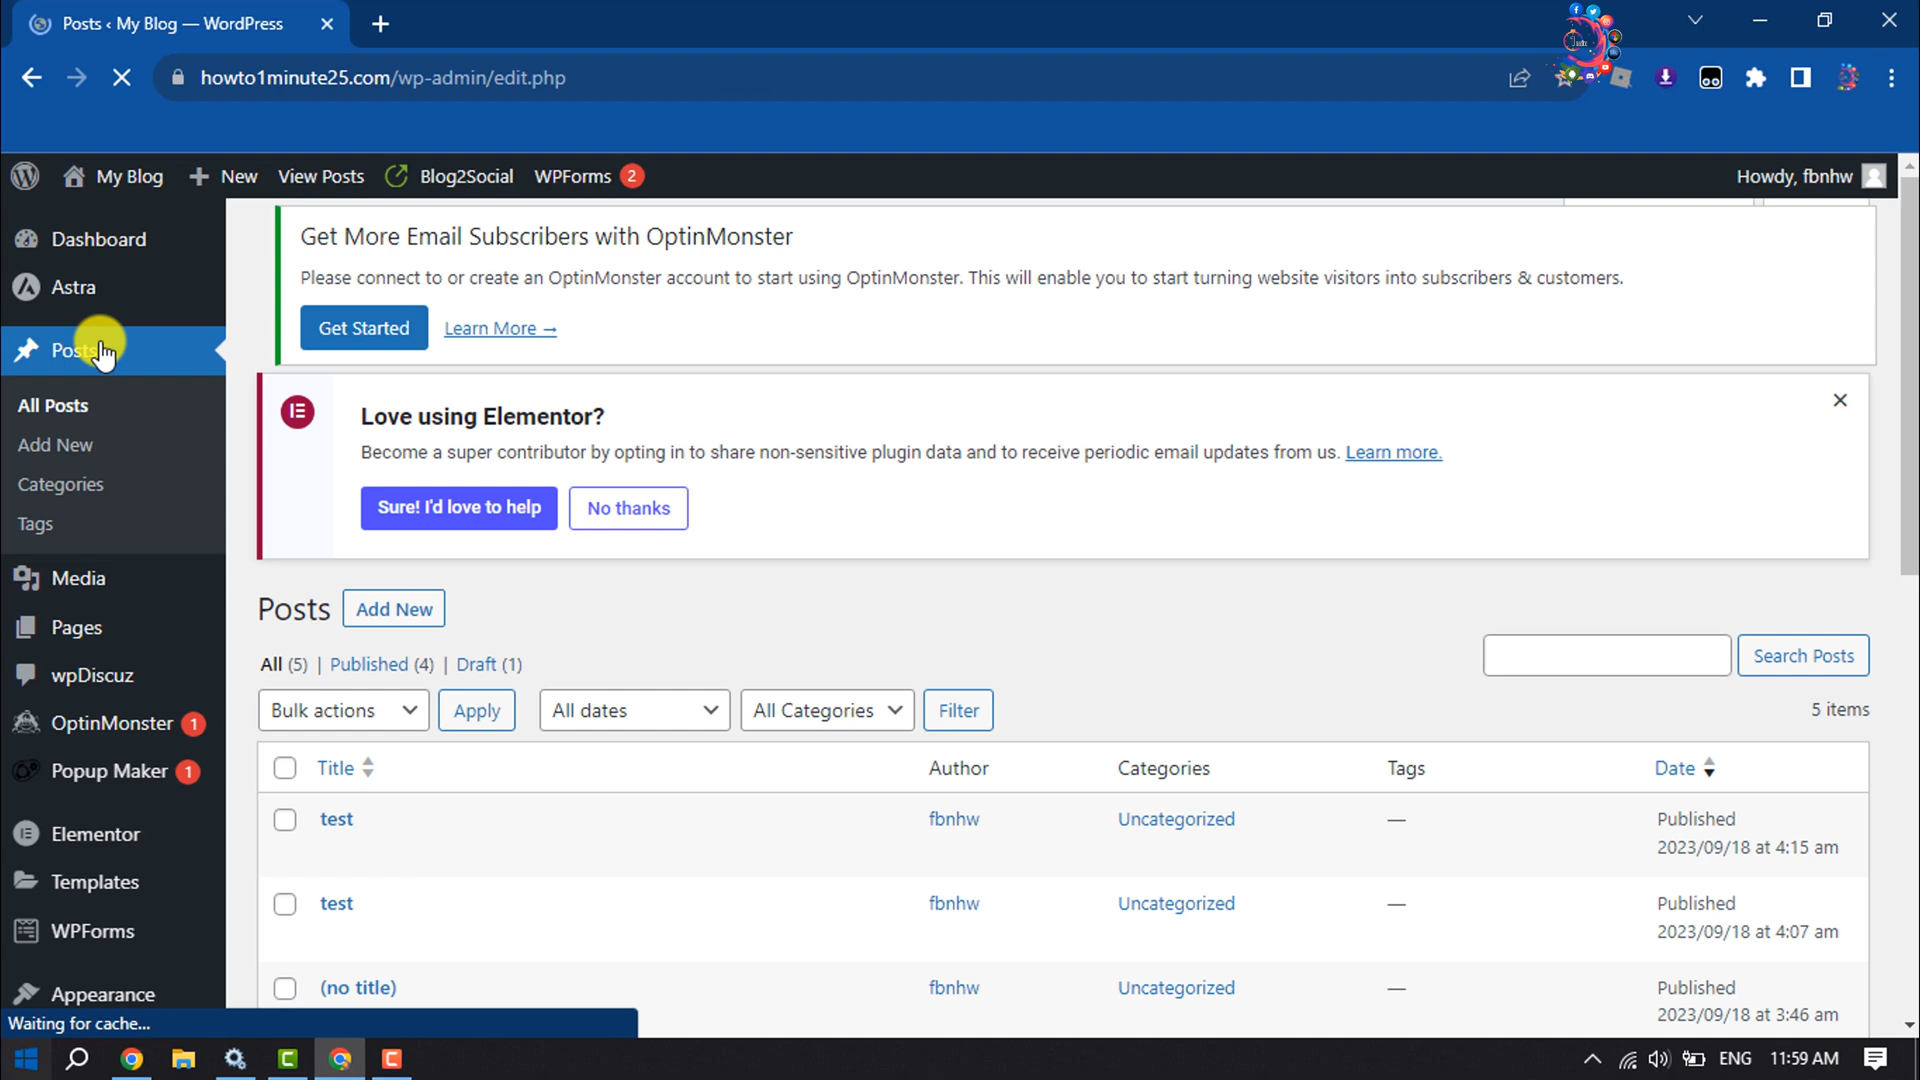 Posts ‹ My Blog — WordPress
howto1minute25.com/wp-admin/edit.php
My Blog
New
View Posts
Blog2Social
WPForms 2
Howdy, fbnhw
Dashboard
Astra
Posts
All Posts
Add New
Categories
Tags
Media
Pages
wpDiscuz
OptinMonster 1
Popup Maker 1
Elementor
Templates
WPForms
Appearance
Get More Email Subscribers with OptinMonster
Please connect to or create an OptinMonster account to start using OptinMonster. This will enable you to start turning website visitors into subscribers & customers.
Get Started
Learn More →
Love using Elementor?
Become a super contributor by opting in to share non-sensitive plugin data and to receive periodic email updates from us. Learn more.
Sure! I'd love to help
No thanks
Posts
Add New
All (5) | Published (4) | Draft (1)
Search Posts
Bulk actions
Apply
All dates
All Categories
Filter
5 items
Title
Author
Categories
Tags
Date
test
fbnhw
Uncategorized
—
Published
2023/09/18 at 4:15 am
test
fbnhw
Uncategorized
—
Published
2023/09/18 at 4:07 am
(no title)
fbnhw
Uncategorized
—
Published
2023/09/18 at 3:46 am
Waiting for cache...
ENG
11:59 AM